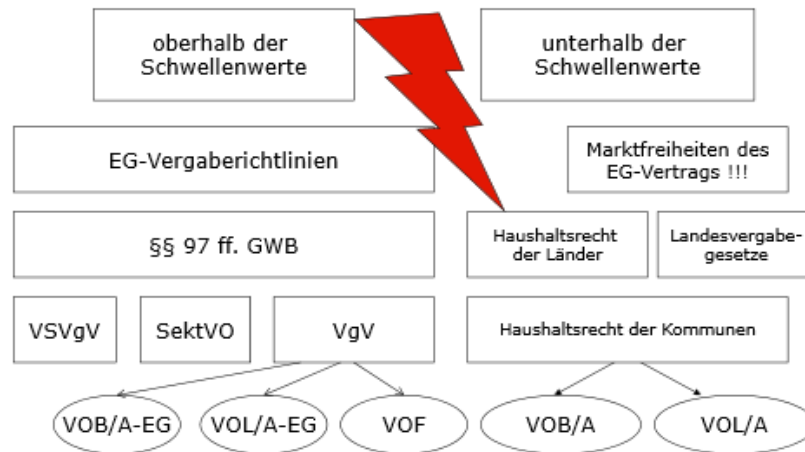 oberhalb der
Schwellenwerte
unterhalb der
Schwellenwerte
EG-Vergaberichtlinien
Marktfreiheiten des
EG-Vertrags !!!
§§ 97 ff. GWB
Haushaltsrecht
der Länder
Landesvergabe-
gesetze
VSVgV
SektVO
VgV
Haushaltsrecht der Kommunen
VOB/A-EG
VOL/A-EG
VOF
VOB/A
VOL/A